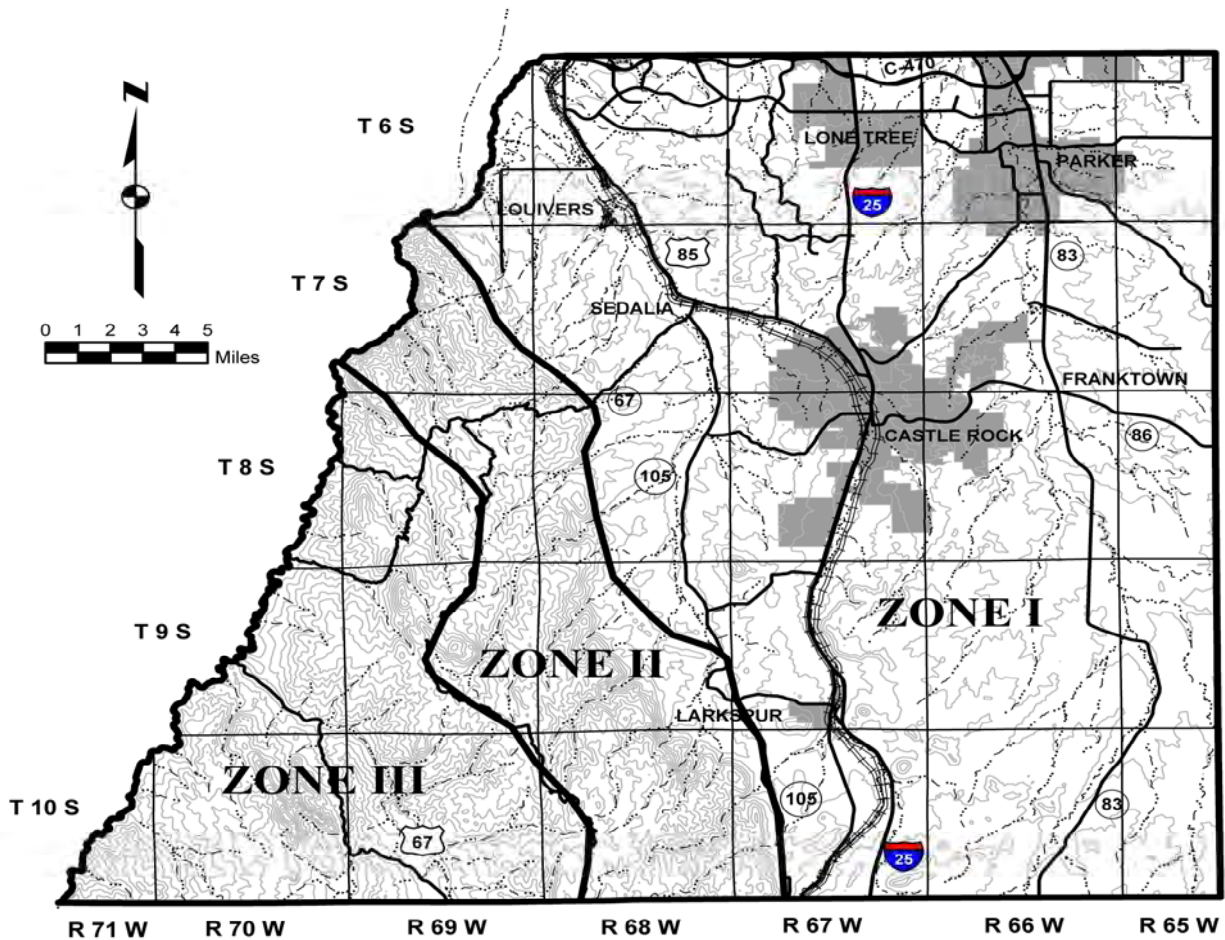 Z
C-470
T 6 S
LONE TREE
PARKER
25
LOUIVERS
85
83
T 7 S
SEDALIA
0 1 2 3 4 5
Miles
FRANKTOWN
67
CASTLE ROCK
86
T 8 S
105
ZONE I
T 9 S
ZONE II
LARKSPUR
ZONE III
105
83
T 10 S
67
25
R 71 W R 70 W R 69 W R 68 W R 67 W R 66 W R 65 W